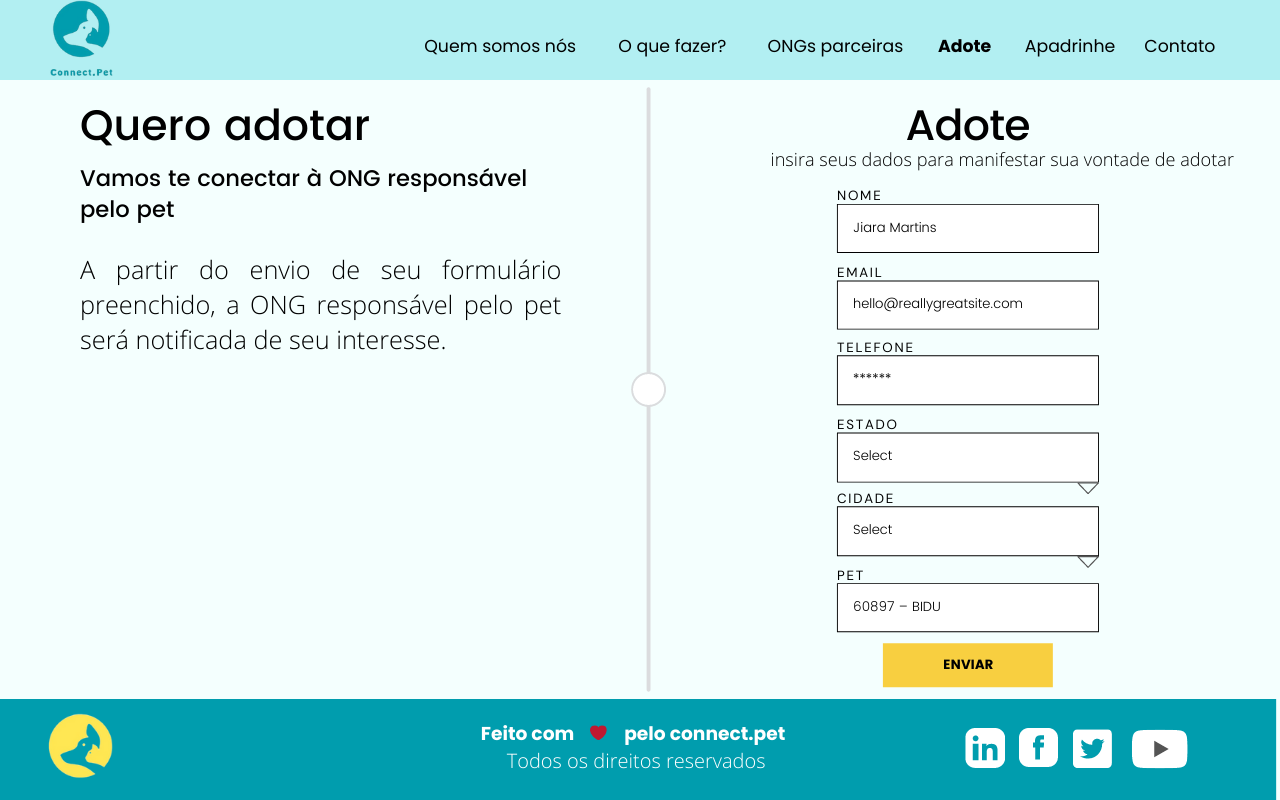 Connect.Pet
Quem somos nós
O que fazer?
ONGs parceiras
Adote
Apadrinhe
Contato
Quero adotar
Vamos te conectar à ONG responsável
pelo pet
A partir do envio de seu formulário
preenchido, a ONG responsável pelo pet
será notificada de seu interesse.
Adote
insira seus dados para manifestar sua vontade de adotar
NOME
Jiara Martins
EMAIL
hello@reallygreatsite.com
TELEFONE
******
ESTADO
Select
CIDADE
Select
PET
60897 – BIDU
ENVIAR
Feito com ❤ pelo connect.pet
Todos os direitos reservados